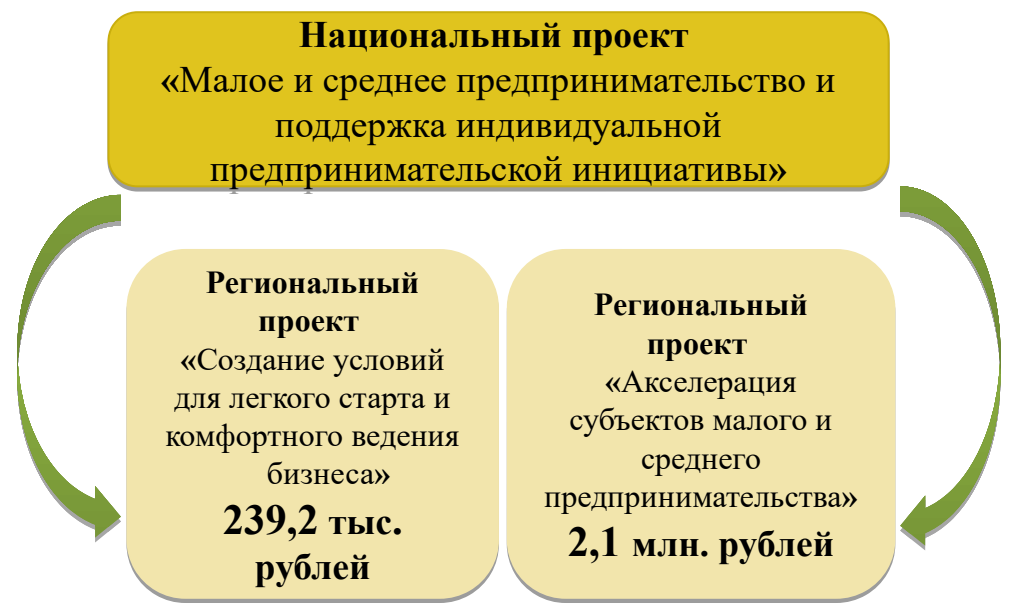 Национальный проект
«Малое и среднее предпринимательство и
поддержка индивидуальной
предпринимательской инициативы»
Региональный
проект
«Создание условий
для легкого старта и
комфортного ведения
бизнеса»
239,2 тыс.
рублей
Региональный
проект
«Акселерация
субъектов малого и
среднего
предпринимательства»
2,1 млн. рублей